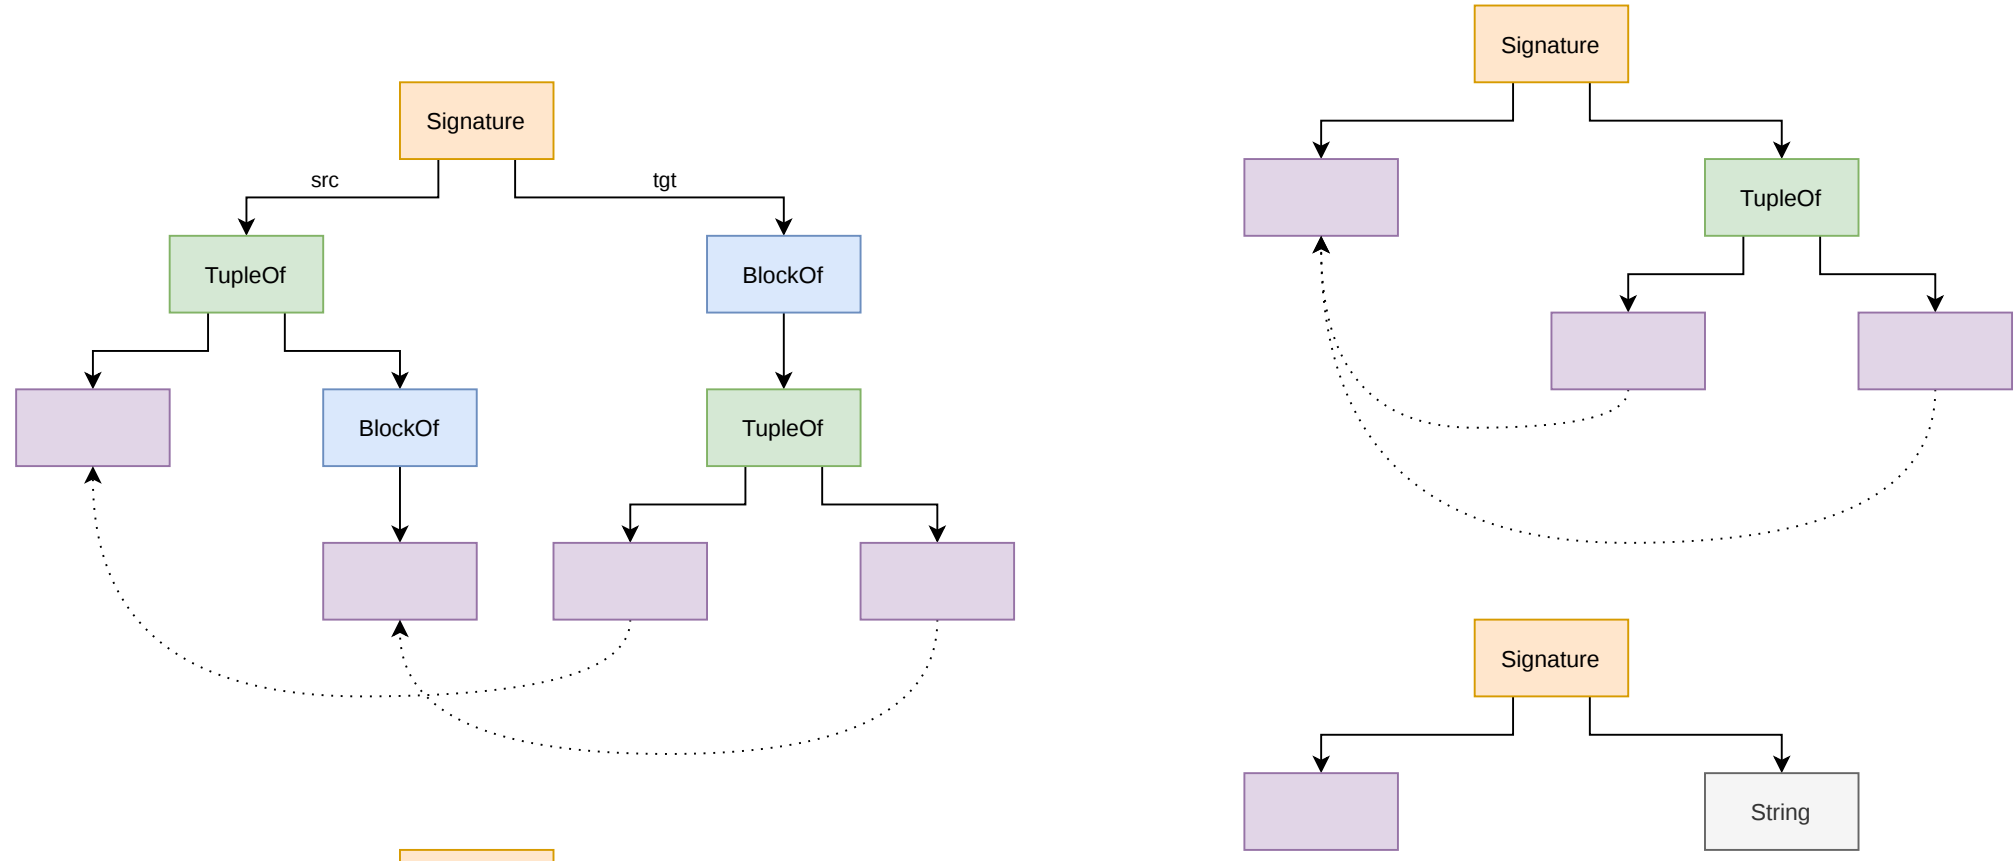 Signature
src
tgt
TupleOf
BlockOf
BlockOf
TupleOf
Signature
TupleOf
Signature
String